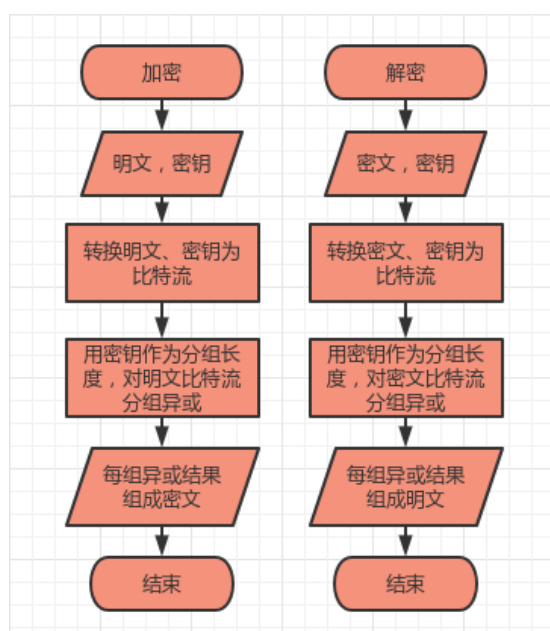 加密
明文，密钥
转换明文、密钥为
比特流
用密钥作为分组长
度，对明文比特流
分组异或
每组异或结果
组成密文
结束
解密
密文，密钥
转换密文、密钥为
比特流
用密钥作为分组长
度，对密文比特流
分组异或
每组异或结果
组成明文
结束